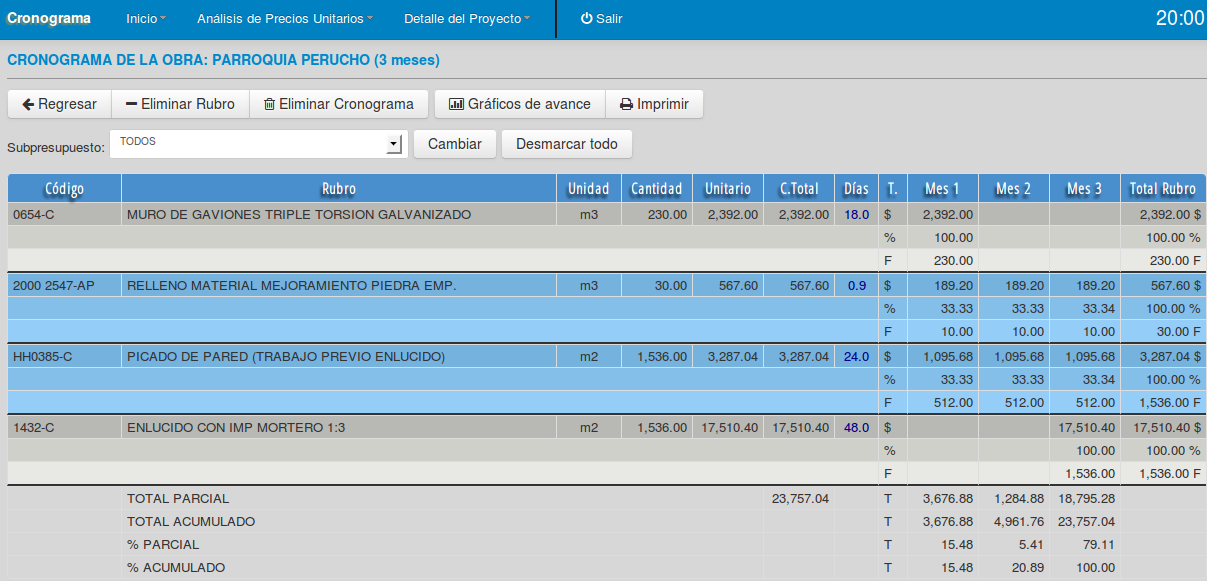 Cronograma Inicio Análisis de Precios Unitarios Detalle del Proyecto Salir 20:00
CRONOGRAMA DE LA OBRA: PARROQUIA PERUCHO (3 meses)
Regresar Eliminar Rubro Eliminar Cronograma Gráficos de avance Imprimir
Subpresupuesto: TODOS Cambiar Desmarcar todo
Código Rubro Unidad Cantidad Unitario C.Total Días T. Mes 1 Mes 2 Mes 3 Total Rubro
0654-C MURO DE GAVIONES TRIPLE TORSION GALVANIZADO m3 230.00 2,392.00 2,392.00 18.0 $ 2,392.00 2,392.00 $
% 100.00 100.00 %
F 230.00 230.00 F
2000 2547-AP RELLENO MATERIAL MEJORAMIENTO PIEDRA EMP. m3 30.00 567.60 567.60 0.9 $ 189.20 189.20 189.20 567.60 $
% 33.33 33.33 33.34 100.00 %
F 10.00 10.00 10.00 30.00 F
HH0385-C PICADO DE PARED (TRABAJO PREVIO ENLUCIDO) m2 1,536.00 3,287.04 3,287.04 24.0 $ 1,095.68 1,095.68 1,095.68 3,287.04 $
% 33.33 33.33 33.34 100.00 %
F 512.00 512.00 512.00 1,536.00 F
1432-C ENLUCIDO CON IMP MORTERO 1:3 m2 1,536.00 17,510.40 17,510.40 48.0 $ 17,510.40 17,510.40 $
% 100.00 100.00 %
F 1,536.00 1,536.00 F
TOTAL PARCIAL 23,757.04 T 3,676.88 1,284.88 18,795.28
TOTAL ACUMULADO T 3,676.88 4,961.76 23,757.04
% PARCIAL T 15.48 5.41 79.11
% ACUMULADO T 15.48 20.89 100.00